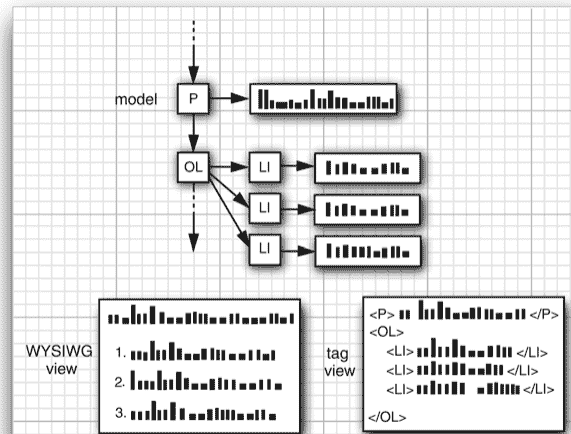 model
P
OL
LI
LI
LI
WYSIWG
view
1.
2.
3.
tag
view
<P> </P>
<OL>
<LI> </LI>
<LI> </LI>
<LI> </LI>
</OL>